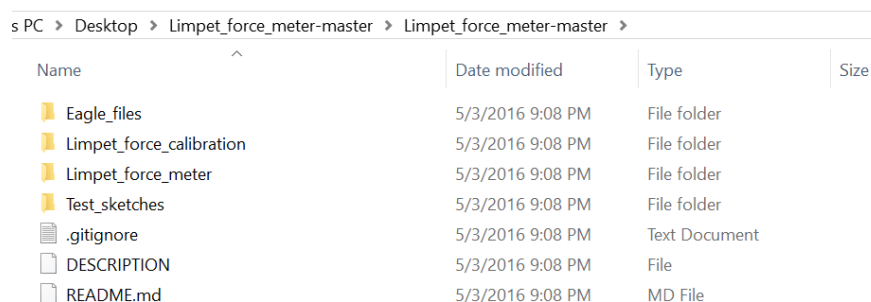 s PC > Desktop > Limpet_force_meter-master > Limpet_force_meter-master >
Name Date modified Type Size
Eagle_files 5/3/2016 9:08 PM File folder
Limpet_force_calibration 5/3/2016 9:08 PM File folder
Limpet_force_meter 5/3/2016 9:08 PM File folder
Test_sketches 5/3/2016 9:08 PM File folder
.gitignore 5/3/2016 9:08 PM Text Document
DESCRIPTION 5/3/2016 9:08 PM File
README.md 5/3/2016 9:08 PM MD File